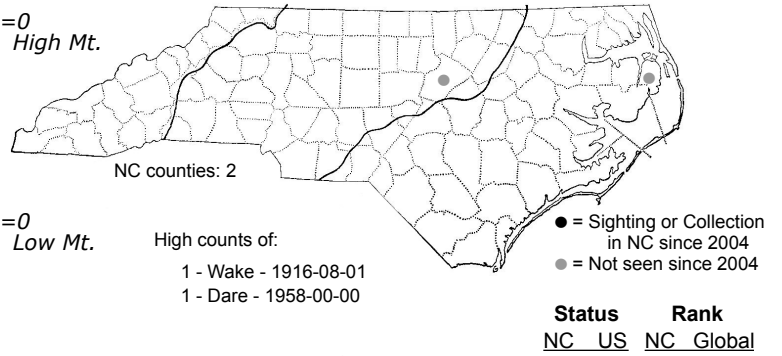 =0
High Mt.
NC counties: 2
=0
Low Mt.
High counts of:
1 - Wake - 1916-08-01
1 - Dare - 1958-00-00
= Sighting or Collection
in NC since 2004
= Not seen since 2004
Status Rank
NC US NC Global